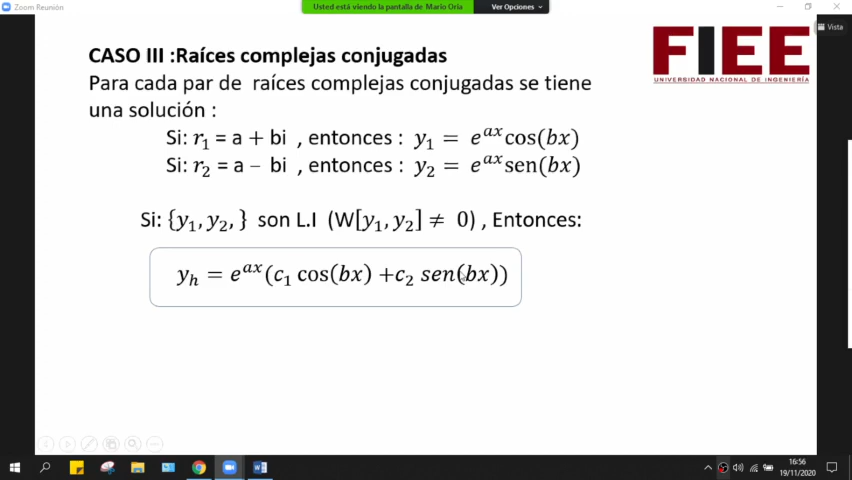 Zoom Reunión
Usted está viendo la pantalla de Mario Oria
Ver Opciones
Vista
CASO III :Raíces complejas conjugadas
FIEE
UNIVERSIDAD NACIONAL DE INGENIERÍA
Para cada par de raíces complejas conjugadas se tiene
una solución :
Si: r₁ = a + bi , entonces : y₁ = e^{ax}cos(bx)
Si: r₂ = a − bi , entonces : y₂ = e^{ax}sen(bx)
Si: {y₁, y₂, } son L.I (W[y₁, y₂] ≠ 0) , Entonces:
y_h = e^{ax}(c₁ cos(bx) +c₂ sen(bx))
16:56
19/11/2020